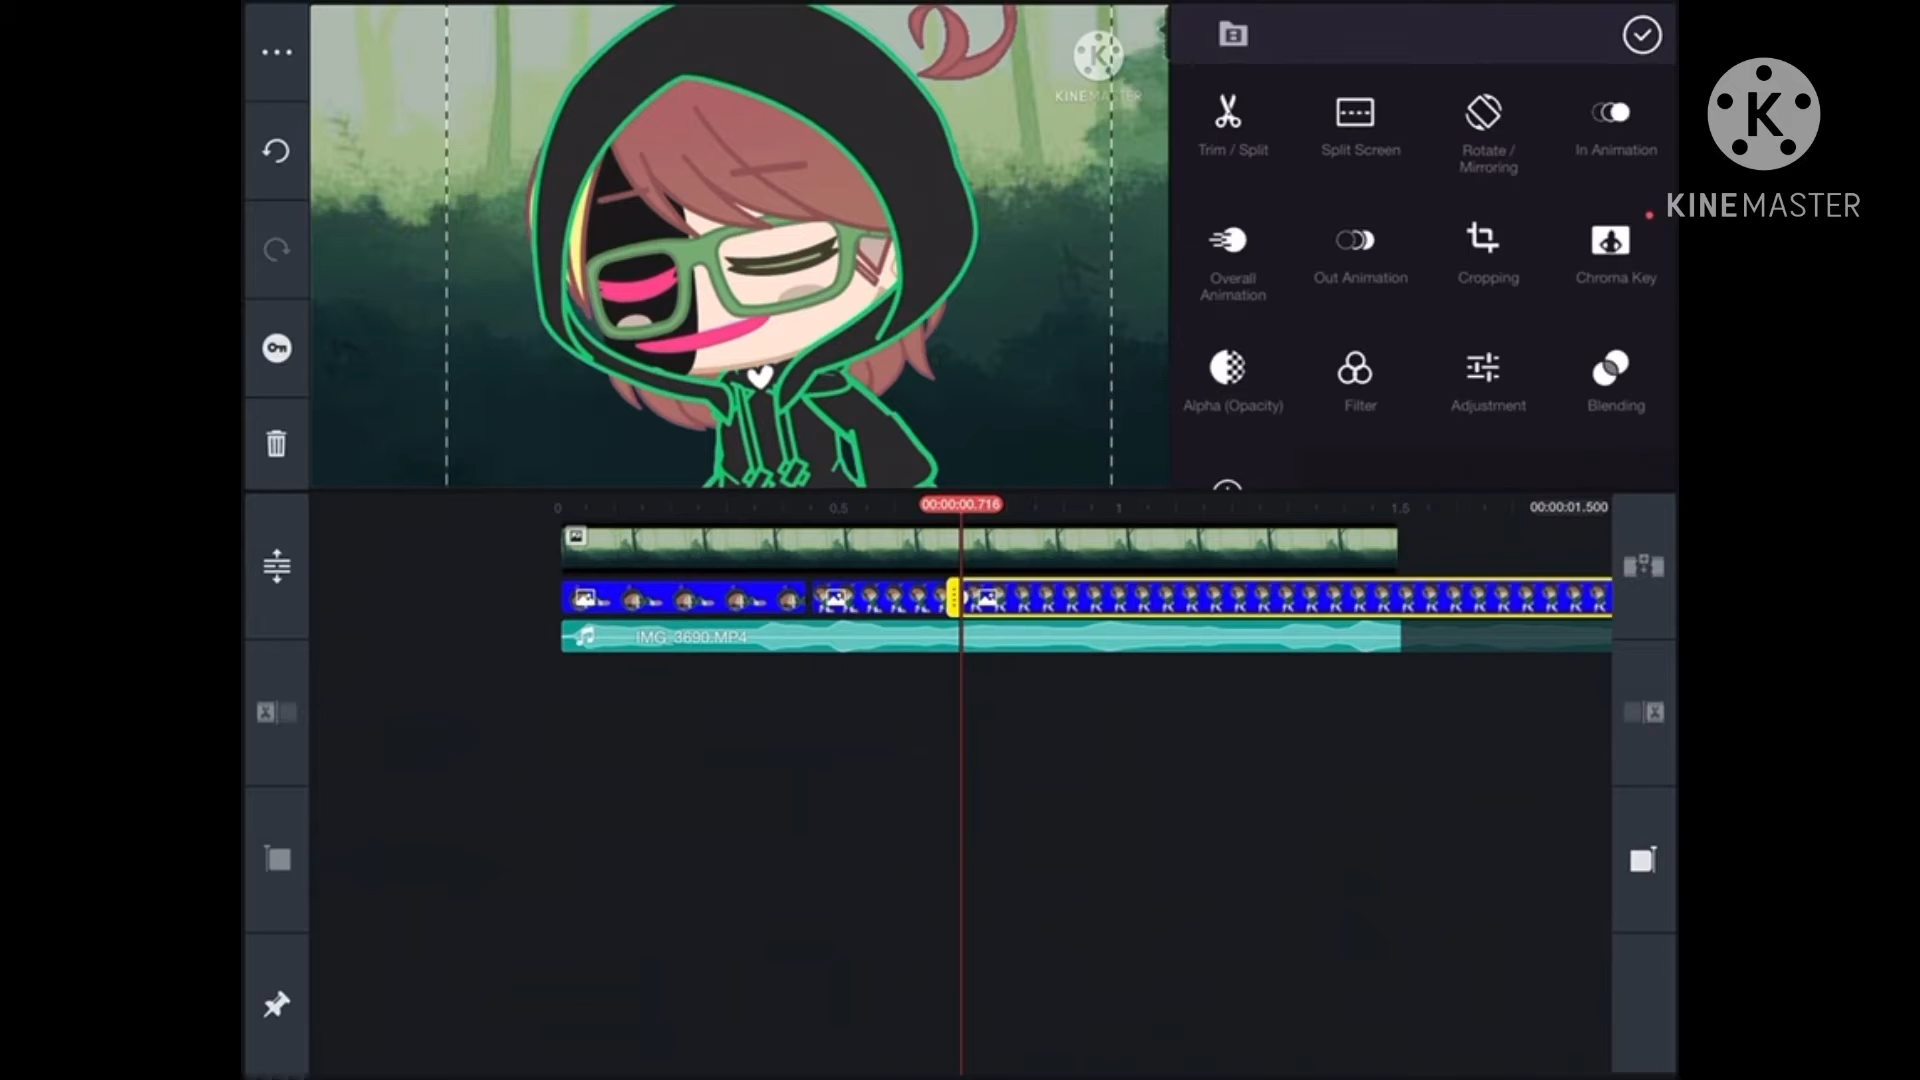 KINEMASTER
Trim / Split
Split Screen
Rotate /
Mirroring
In Animation
Overall
Animation
Out Animation
Cropping
Chroma Key
Alpha (Opacity)
Filter
Adjustment
Blending
K
KINEMASTER
0
0.5
00:00:00.716
1
1.5
00:00:01.500
IMG_3690.MP4